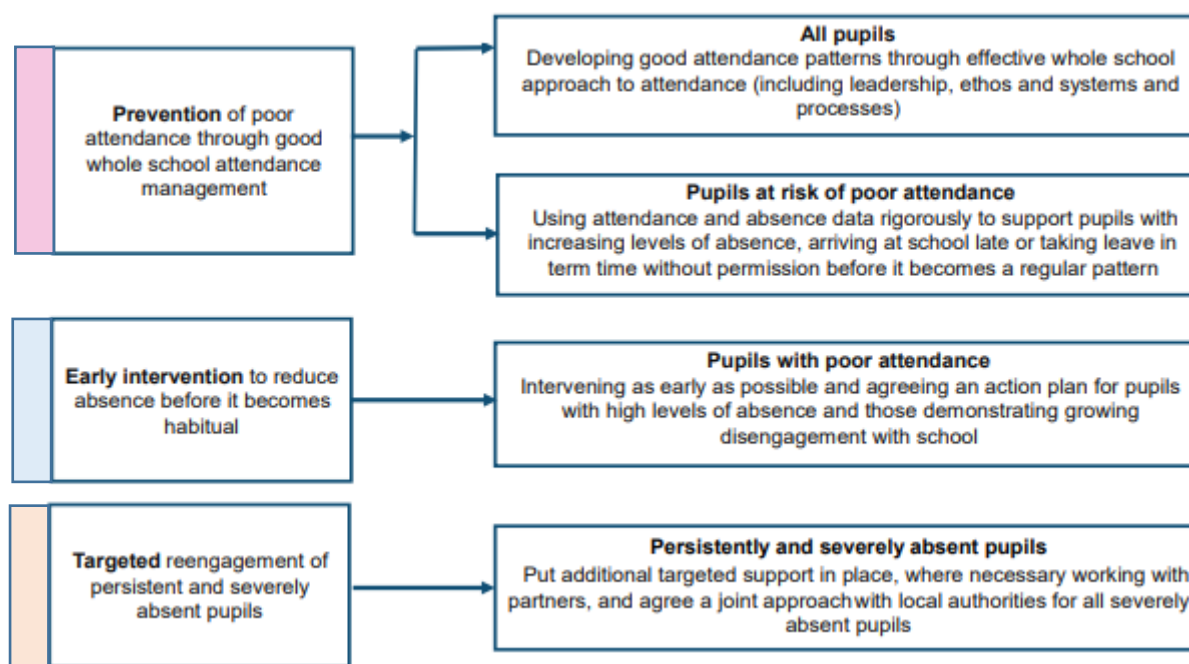 Prevention of poor
attendance through good
whole school attendance
management
All pupils
Developing good attendance patterns through effective whole school
approach to attendance (including leadership, ethos and systems and
processes)
Pupils at risk of poor attendance
Using attendance and absence data rigorously to support pupils with
increasing levels of absence, arriving at school late or taking leave in
term time without permission before it becomes a regular pattern
Early intervention to reduce
absence before it becomes
habitual
Pupils with poor attendance
Intervening as early as possible and agreeing an action plan for pupils
with high levels of absence and those demonstrating growing
disengagement with school
Targeted reengagement of
persistent and severely
absent pupils
Persistently and severely absent pupils
Put additional targeted support in place, where necessary working with
partners, and agree a joint approach with local authorities for all severely
absent pupils